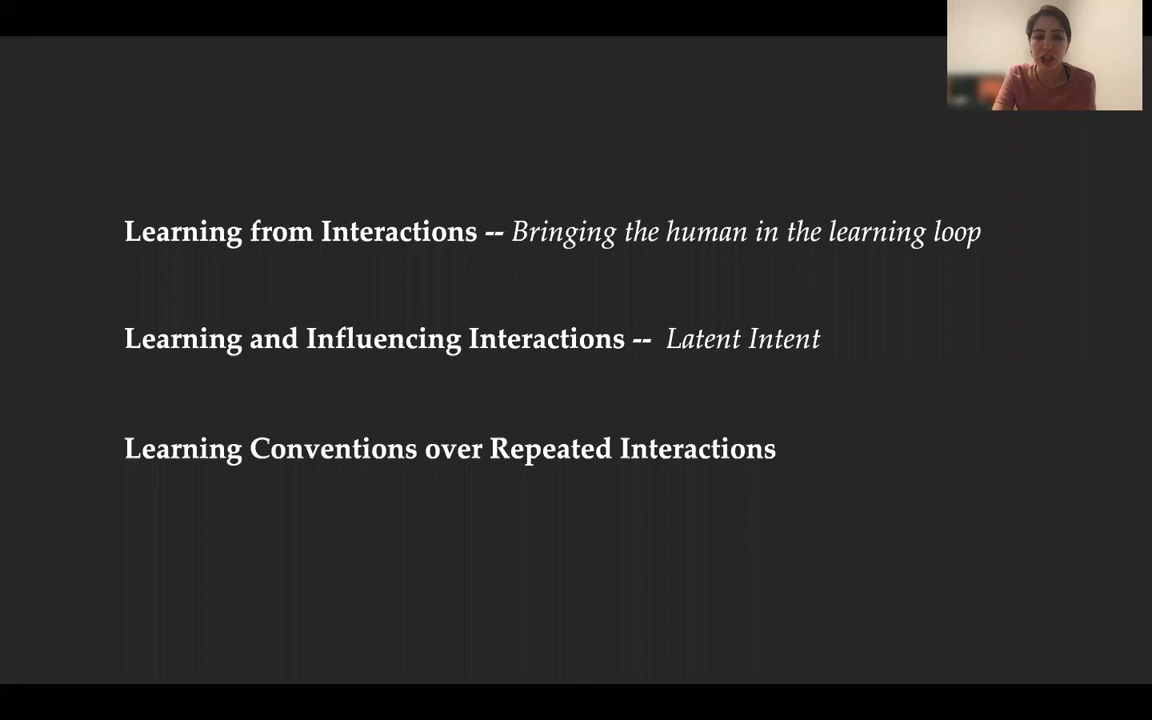 Learning from Interactions -- Bringing the human in the learning loop
Learning and Influencing Interactions -- Latent Intent
Learning Conventions over Repeated Interactions